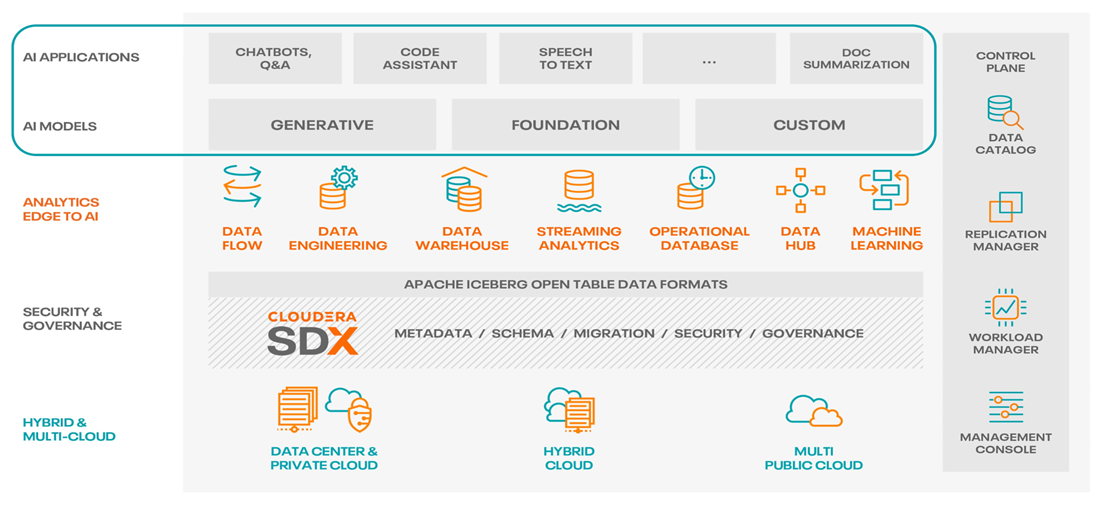 AI APPLICATIONS
CHATBOTS,
Q&A
CODE
ASSISTANT
SPEECH
TO TEXT
...
DOC
SUMMARIZATION
AI MODELS
GENERATIVE
FOUNDATION
CUSTOM
ANALYTICS
EDGE TO AI
DATA
FLOW
DATA
ENGINEERING
DATA
WAREHOUSE
STREAMING
ANALYTICS
OPERATIONAL
DATABASE
DATA
HUB
MACHINE
LEARNING
SECURITY &
GOVERNANCE
APACHE ICEBERG OPEN TABLE DATA FORMATS
CLOUDERA
SDX
METADATA / SCHEMA / MIGRATION / SECURITY / GOVERNANCE
HYBRID &
MULTI-CLOUD
DATA CENTER &
PRIVATE CLOUD
HYBRID
CLOUD
MULTI
PUBLIC CLOUD
CONTROL
PLANE
DATA
CATALOG
REPLICATION
MANAGER
WORKLOAD
MANAGER
MANAGEMENT
CONSOLE